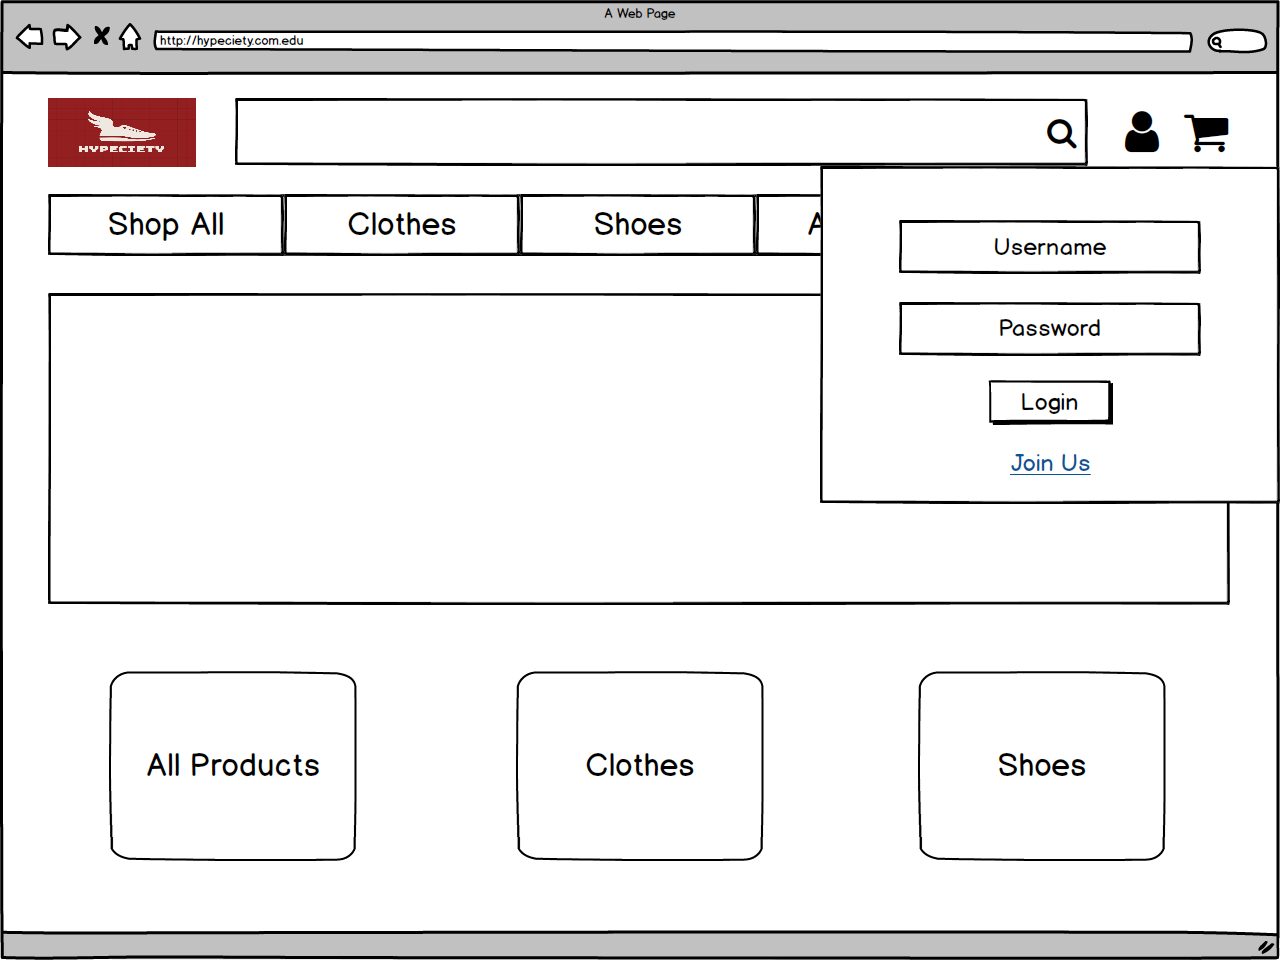 A Web Page
http://hypeciety.com.edu
HYPECIETY
Shop All
Clothes
Shoes
A
Username
Password
Login
Join Us
All Products
Clothes
Shoes